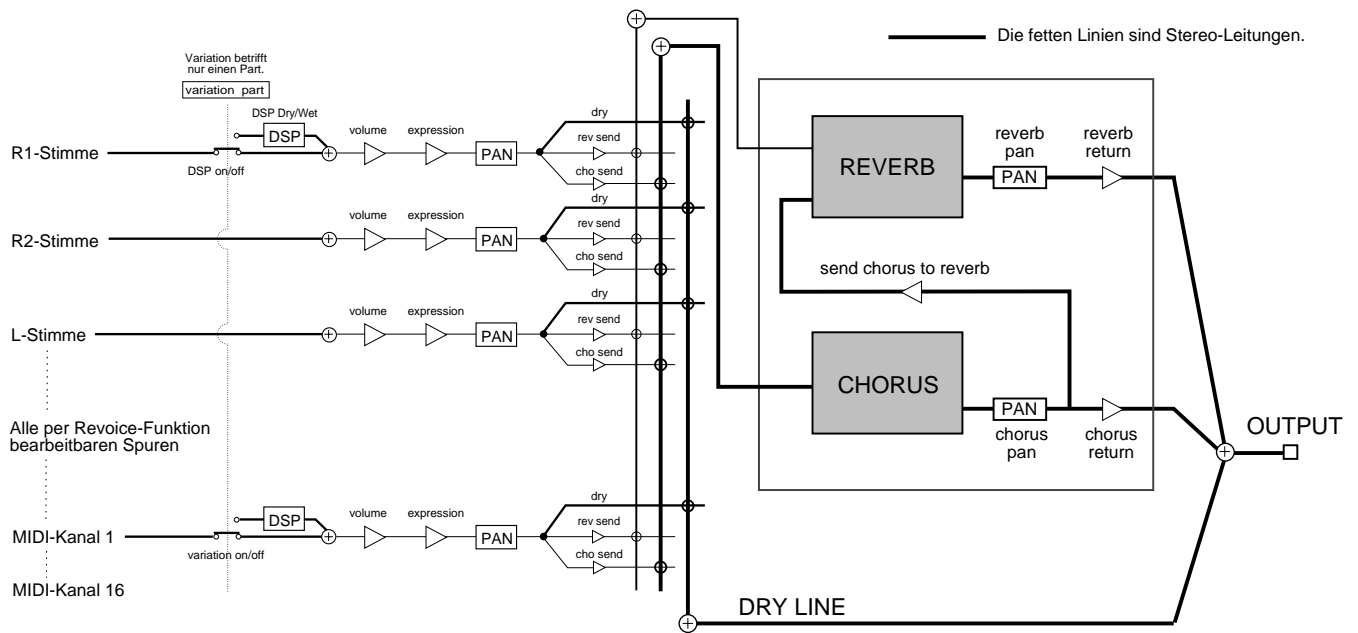 Die fetten Linien sind Stereo-Leitungen.
Variation betrifft
nur einen Part.
variation part
DSP Dry/Wet
DSP
volume
expression
PAN
dry
rev send
cho send
R1-Stimme
DSP on/off
volume
expression
PAN
dry
rev send
cho send
R2-Stimme
volume
expression
PAN
dry
rev send
cho send
L-Stimme
Alle per Revoice-Funktion
bearbeitbaren Spuren
DSP
volume
expression
PAN
dry
rev send
cho send
MIDI-Kanal 1
variation on/off
MIDI-Kanal 16
REVERB
reverb
pan
PAN
reverb
return
send chorus to reverb
CHORUS
PAN
chorus
pan
chorus
return
OUTPUT
DRY LINE